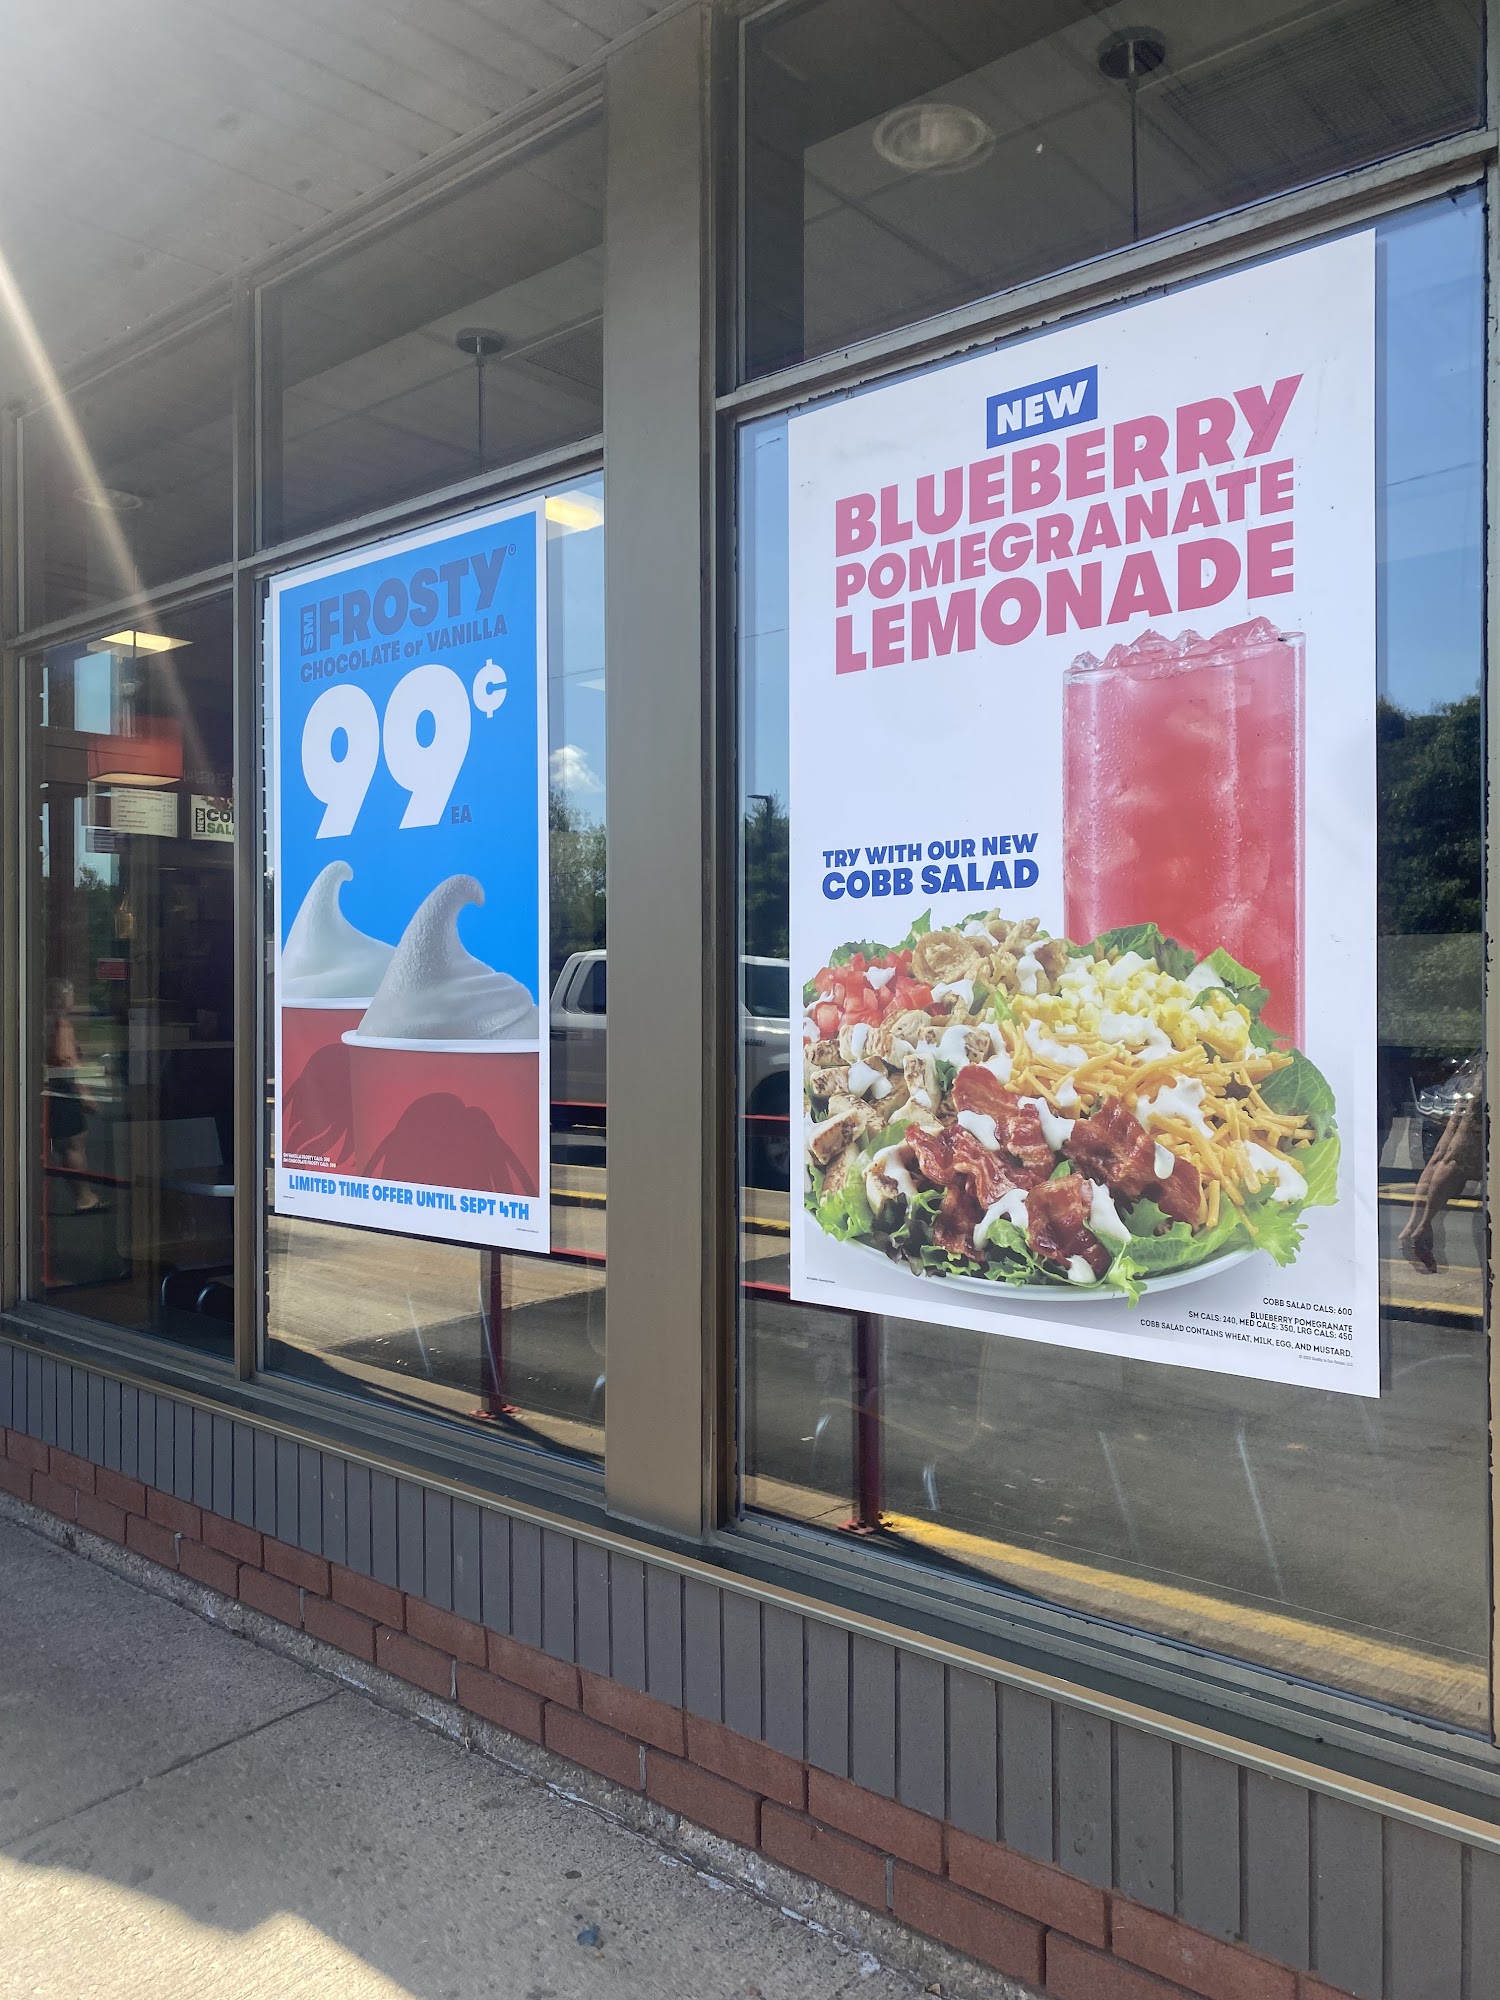 SM FROSTY®
CHOCOLATE or VANILLA
99¢
EA
LIMITED TIME OFFER UNTIL SEPT 4TH
NEW
BLUEBERRY
POMEGRANATE
LEMONADE
TRY WITH OUR NEW
COBB SALAD
COBB SALAD CALS: 600
BLUEBERRY POMEGRANATE
SM CALS: 240, MED CALS: 350, LRG CALS: 450
COBB SALAD CONTAINS WHEAT, MILK, EGG, AND MUSTARD.
NEW